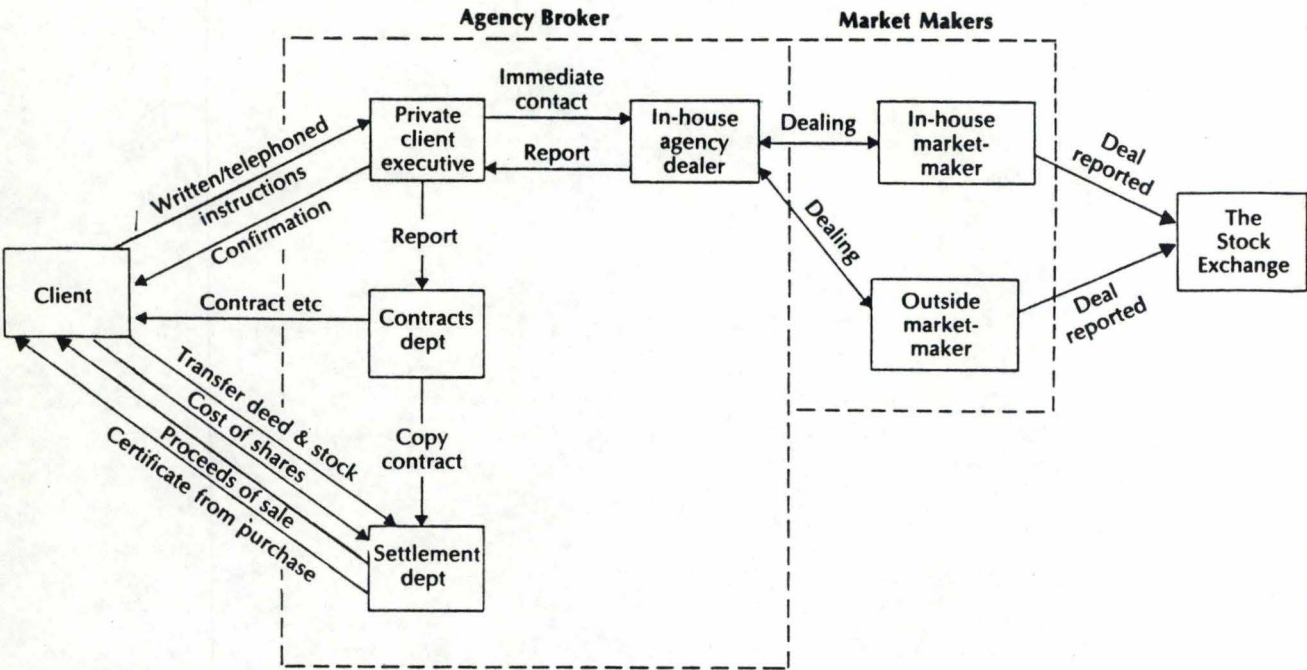 Agency Broker
Market Makers
Private
client
executive
Immediate
contact
Report
In-house
agency
dealer
Dealing
In-house
market-
maker
Deal
reported
The
Stock
Exchange
Written/telephoned
instructions
Confirmation
Report
Dealing
Client
Contract etc
Contracts
dept
Outside
market-
maker
Deal
reported
Transfer deed & stock
Cost of shares
Proceeds of sale
Certificate from purchase
Copy
contract
Settlement
dept